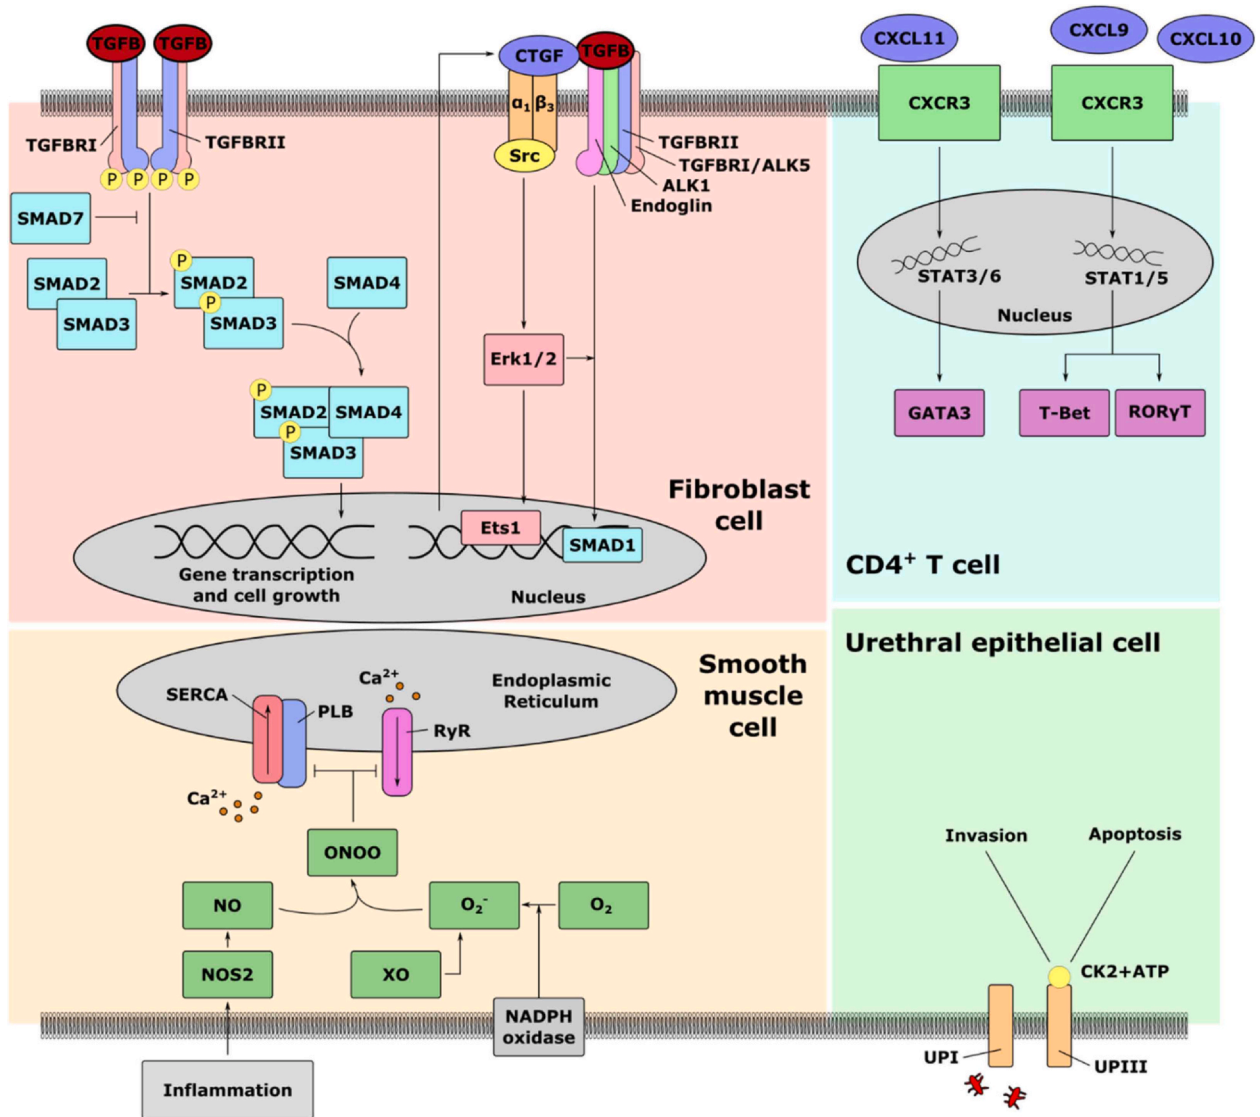 TGFB
TGFB
TGFBRI
TGFBRII
P
P
P
P
SMAD7
SMAD2
SMAD3
P
SMAD2
P
SMAD3
SMAD4
P
SMAD2
SMAD4
P
SMAD3
CTGF
TGFB
α1
β3
Src
TGFBRII
TGFBRI/ALK5
ALK1
Endoglin
Erk1/2
Ets1
SMAD1
Gene transcription
and cell growth
Nucleus
Fibroblast
cell
CXCL11
CXCL9
CXCL10
CXCR3
CXCR3
STAT3/6
STAT1/5
Nucleus
GATA3
T-Bet
RORγT
CD4⁺ T cell
Smooth
muscle
cell
SERCA
PLB
Ca²⁺
RyR
Endoplasmic
Reticulum
Ca²⁺
ONOO
NO
O₂⁻
O₂
NOS2
XO
NADPH
oxidase
Inflammation
Urethral epithelial cell
Invasion
Apoptosis
CK2+ATP
UPI
UPIII